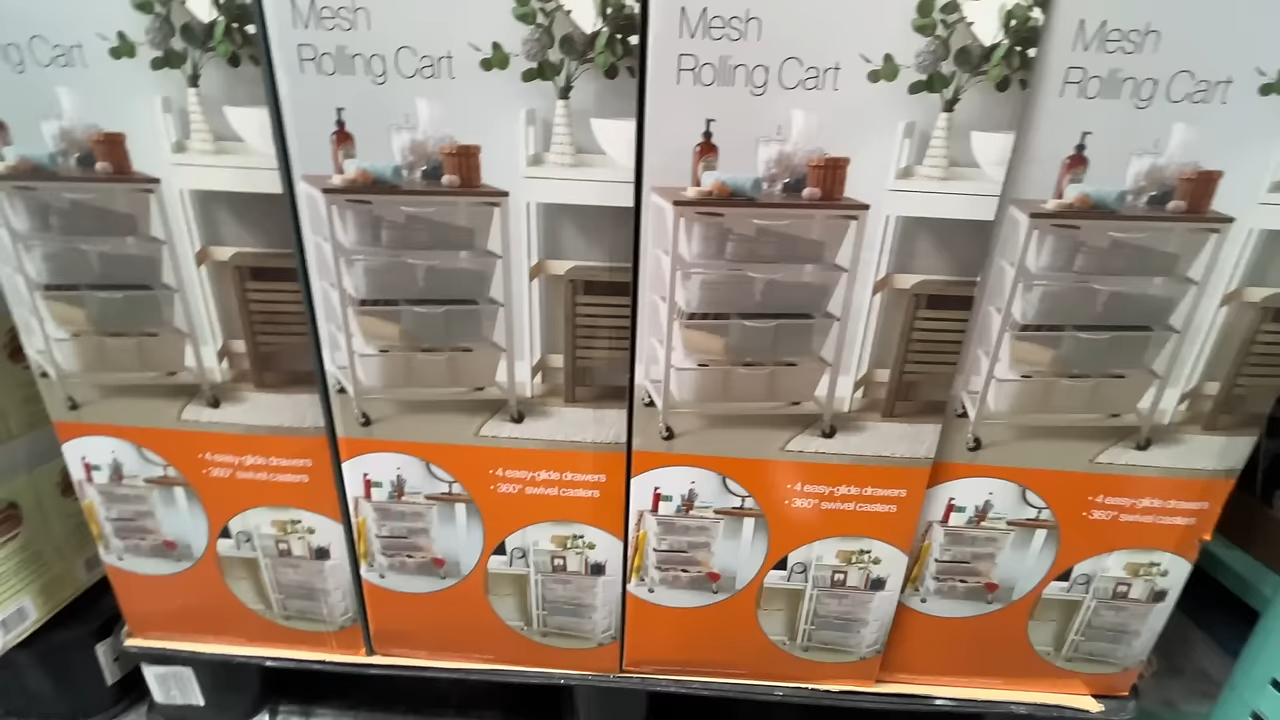 ng Cart
Mesh
Rolling Cart
Mesh
Rolling Cart
Mesh
Rolling Cart
• 4 easy-glide drawers
• 360° swivel casters
• 4 easy-glide drawers
• 360° swivel casters
• 4 easy-glide drawers
• 360° swivel casters
• 4 easy-glide drawers
• 360° swivel casters